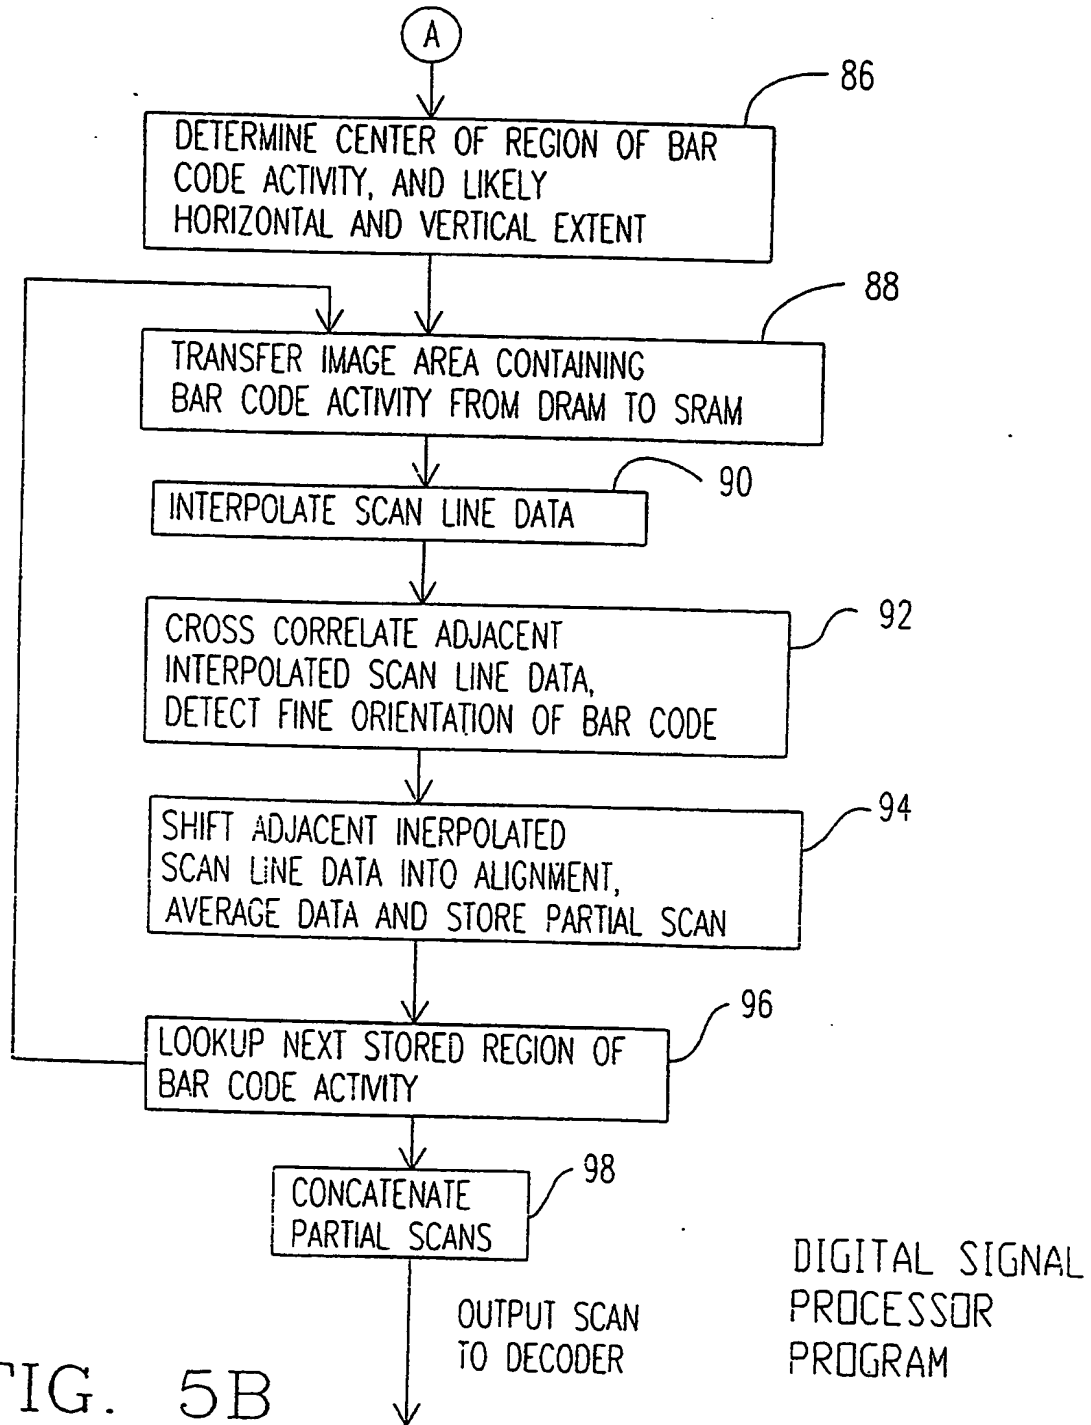 A
86
DETERMINE CENTER OF REGION OF BAR
CODE ACTIVITY, AND LIKELY
HORIZONTAL AND VERTICAL EXTENT
88
TRANSFER IMAGE AREA CONTAINING
BAR CODE ACTIVITY FROM DRAM TO SRAM
90
INTERPOLATE SCAN LINE DATA
92
CROSS CORRELATE ADJACENT
INTERPOLATED SCAN LINE DATA,
DETECT FINE ORIENTATION OF BAR CODE
94
SHIFT ADJACENT INERPOLATED
SCAN LINE DATA INTO ALIGNMENT,
AVERAGE DATA AND STORE PARTIAL SCAN
96
LOOKUP NEXT STORED REGION OF
BAR CODE ACTIVITY
98
CONCATENATE
PARTIAL SCANS
OUTPUT SCAN
TO DECODER
DIGITAL SIGNAL
PROCESSOR
PROGRAM
FIG. 5B